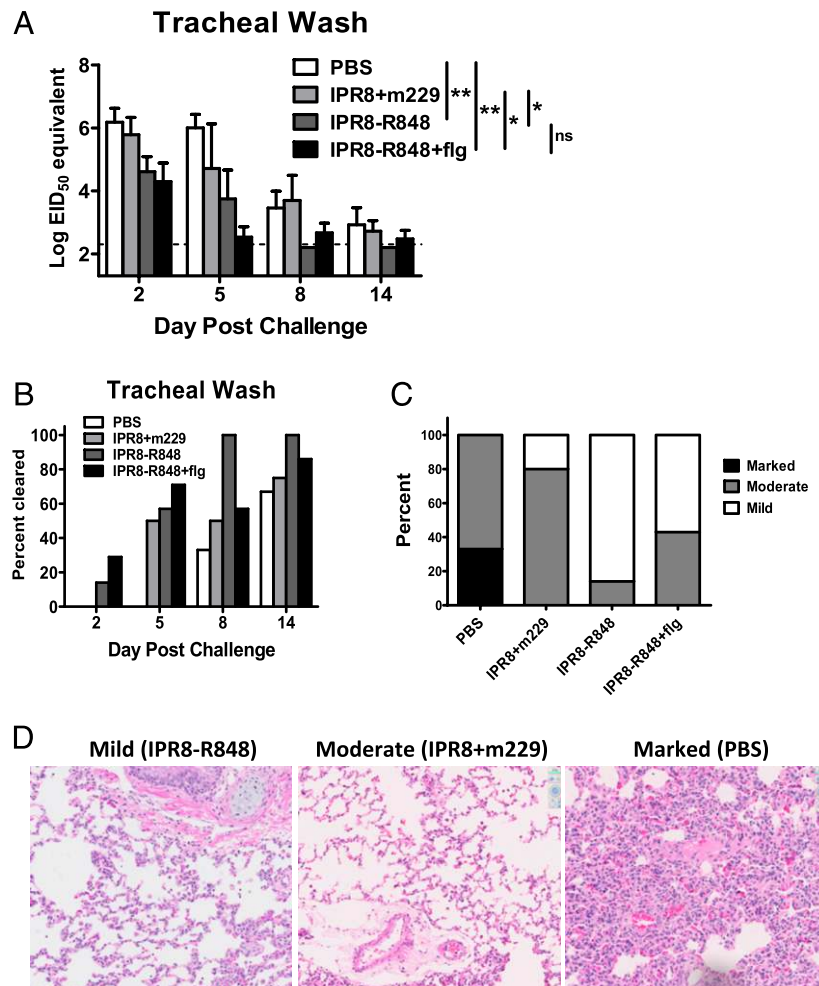 A
Tracheal Wash
PBS
IPR8+m229
IPR8-R848
IPR8-R848+flg
**
**
*
*
ns
Log EID50 equivalent
8
6
4
2
2
5
8
14
Day Post Challenge
B
Tracheal Wash
PBS
IPR8+m229
IPR8-R848
IPR8-R848+flg
Percent cleared
100
80
60
40
20
0
2
5
8
14
Day Post Challenge
C
Percent
100
80
60
40
20
0
PBS
IPR8+m229
IPR8-R848
IPR8-R848+flg
Marked
Moderate
Mild
D
Mild (IPR8-R848)
Moderate (IPR8+m229)
Marked (PBS)